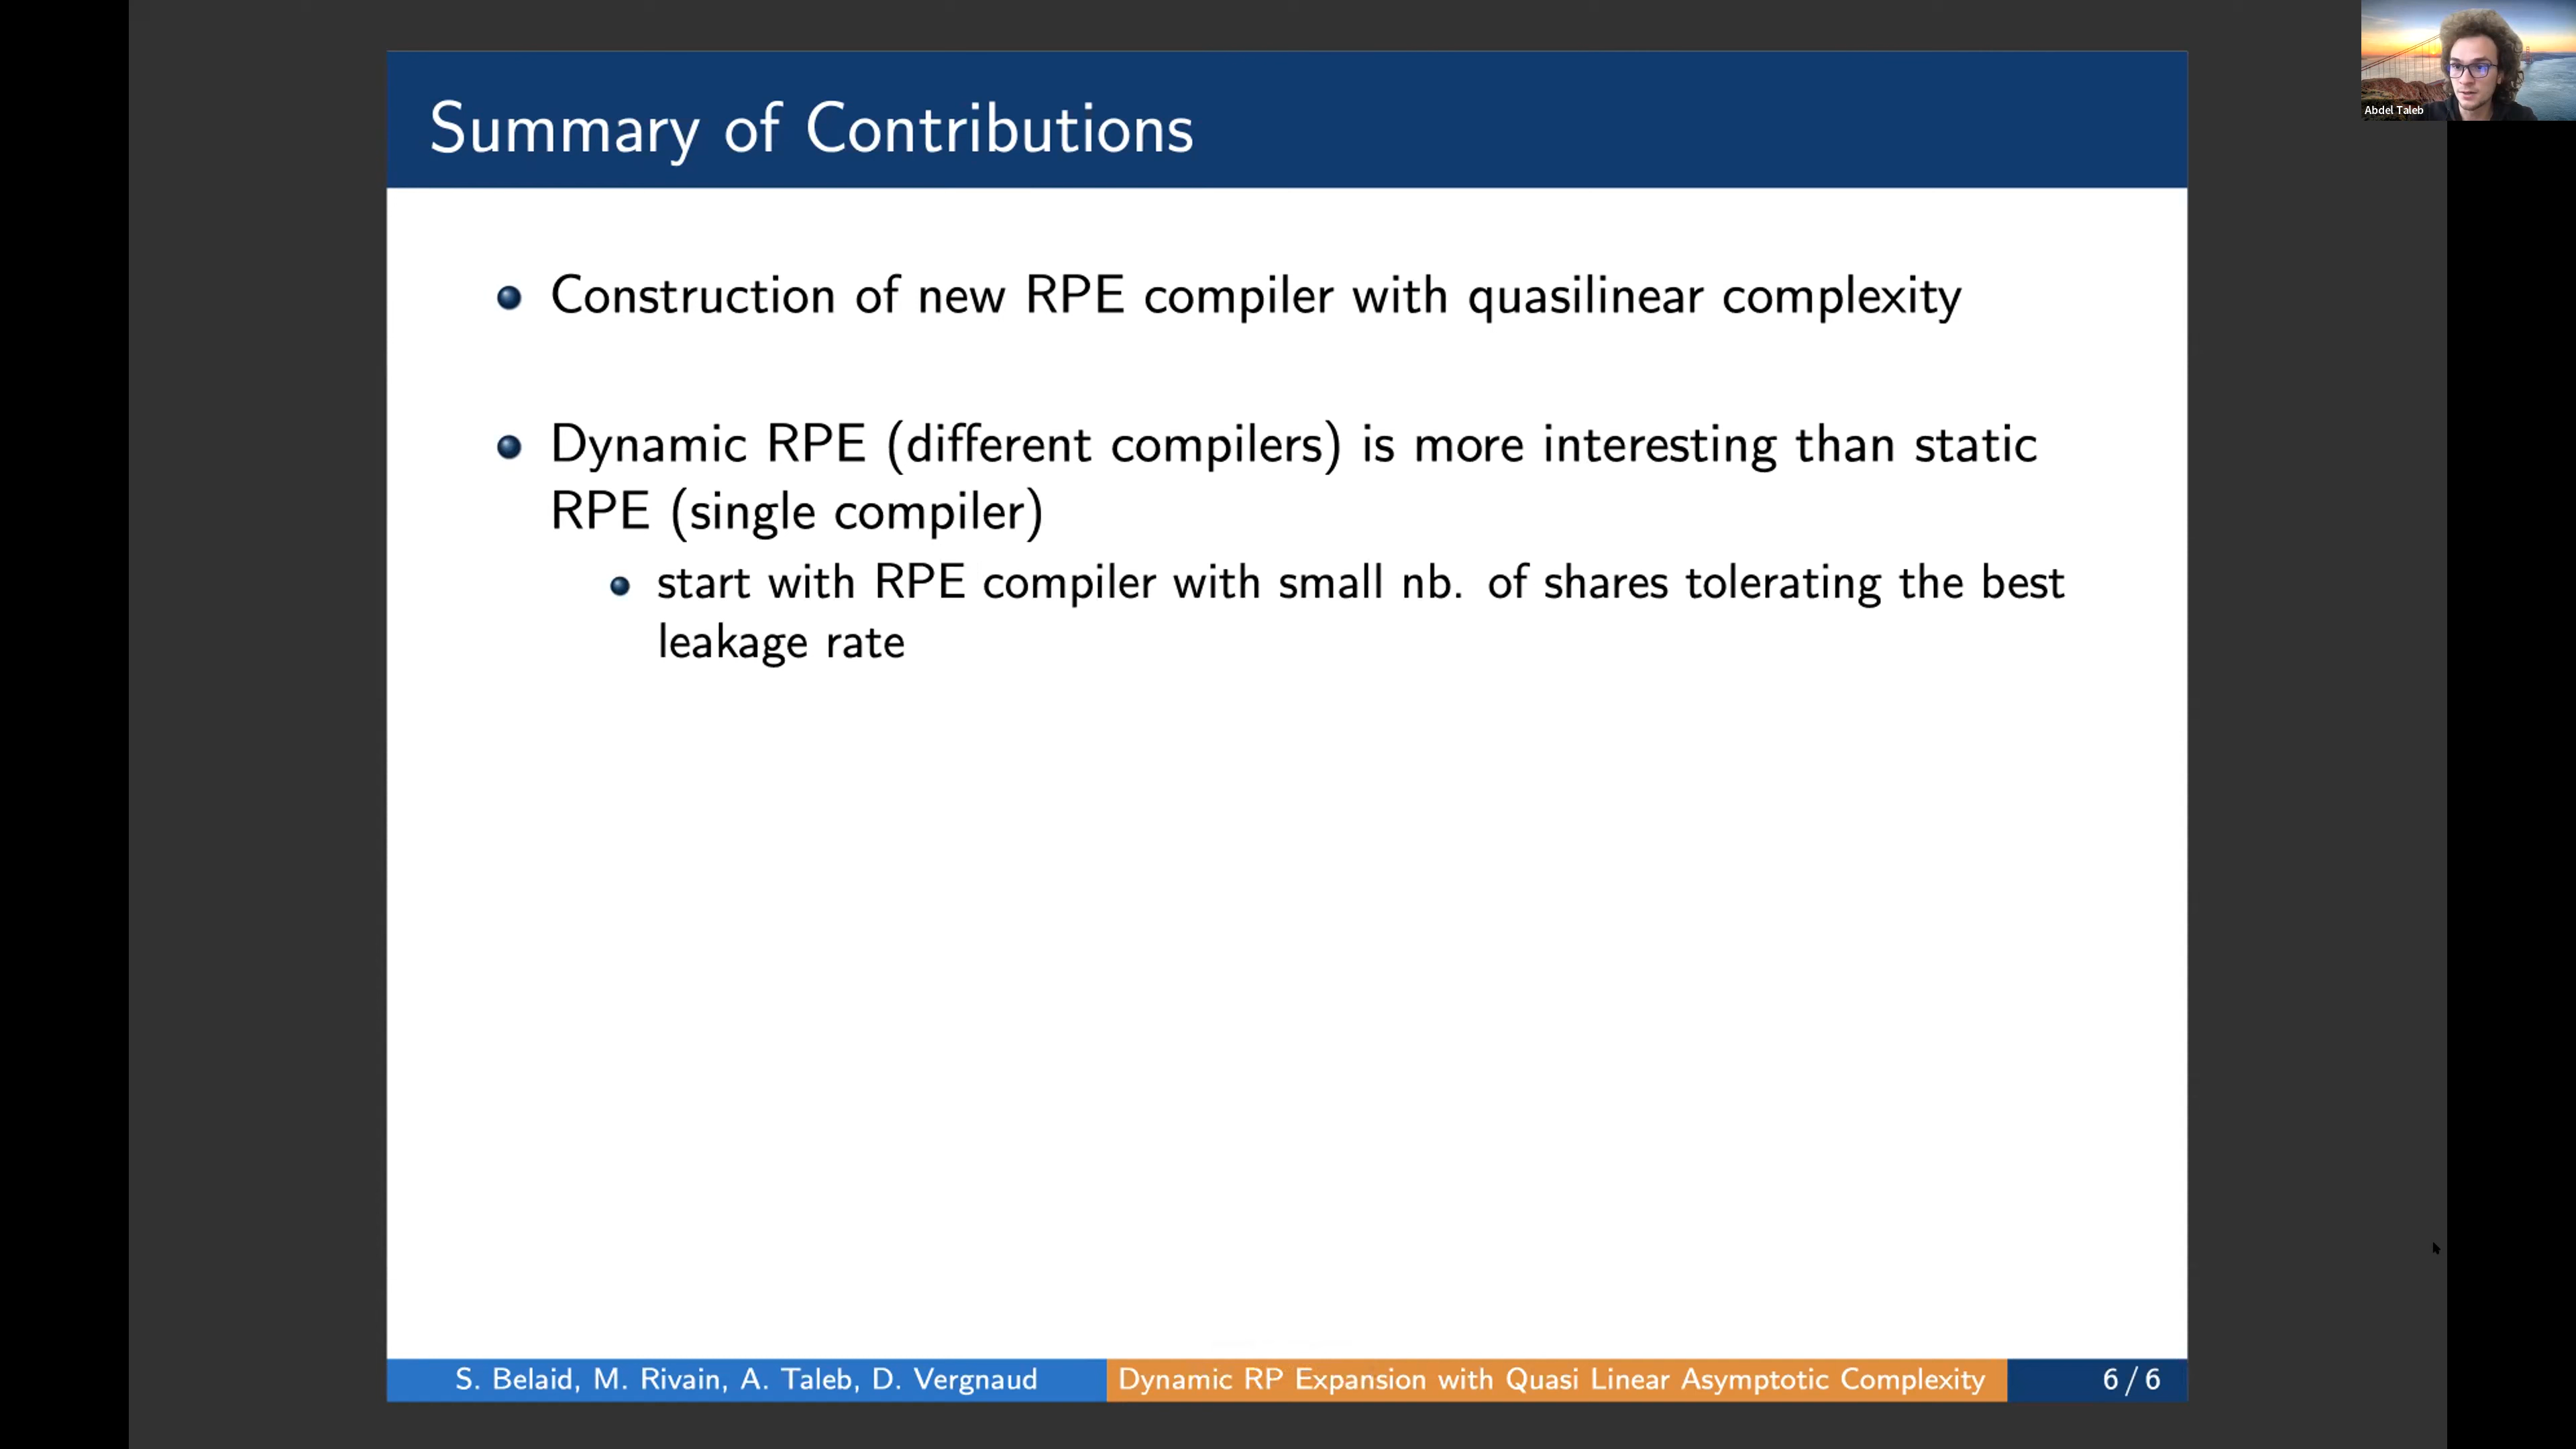 Abdel Taleb
Summary of Contributions
Construction of new RPE compiler with quasilinear complexity
Dynamic RPE (different compilers) is more interesting than static
RPE (single compiler)
start with RPE compiler with small nb. of shares tolerating the best
leakage rate
S. Belaid, M. Rivain, A. Taleb, D. Vergnaud
Dynamic RP Expansion with Quasi Linear Asymptotic Complexity
6 / 6